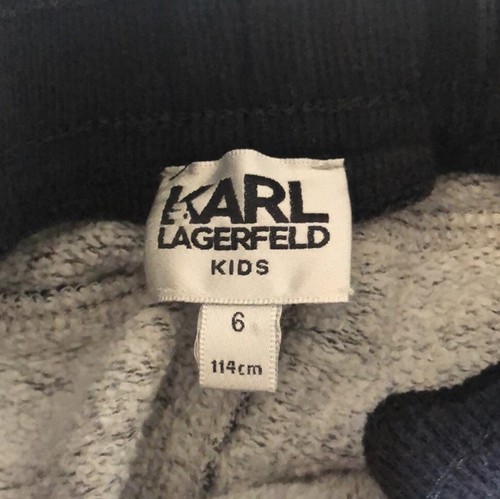 KARL
LAGERFELD
KIDS
6
114cm